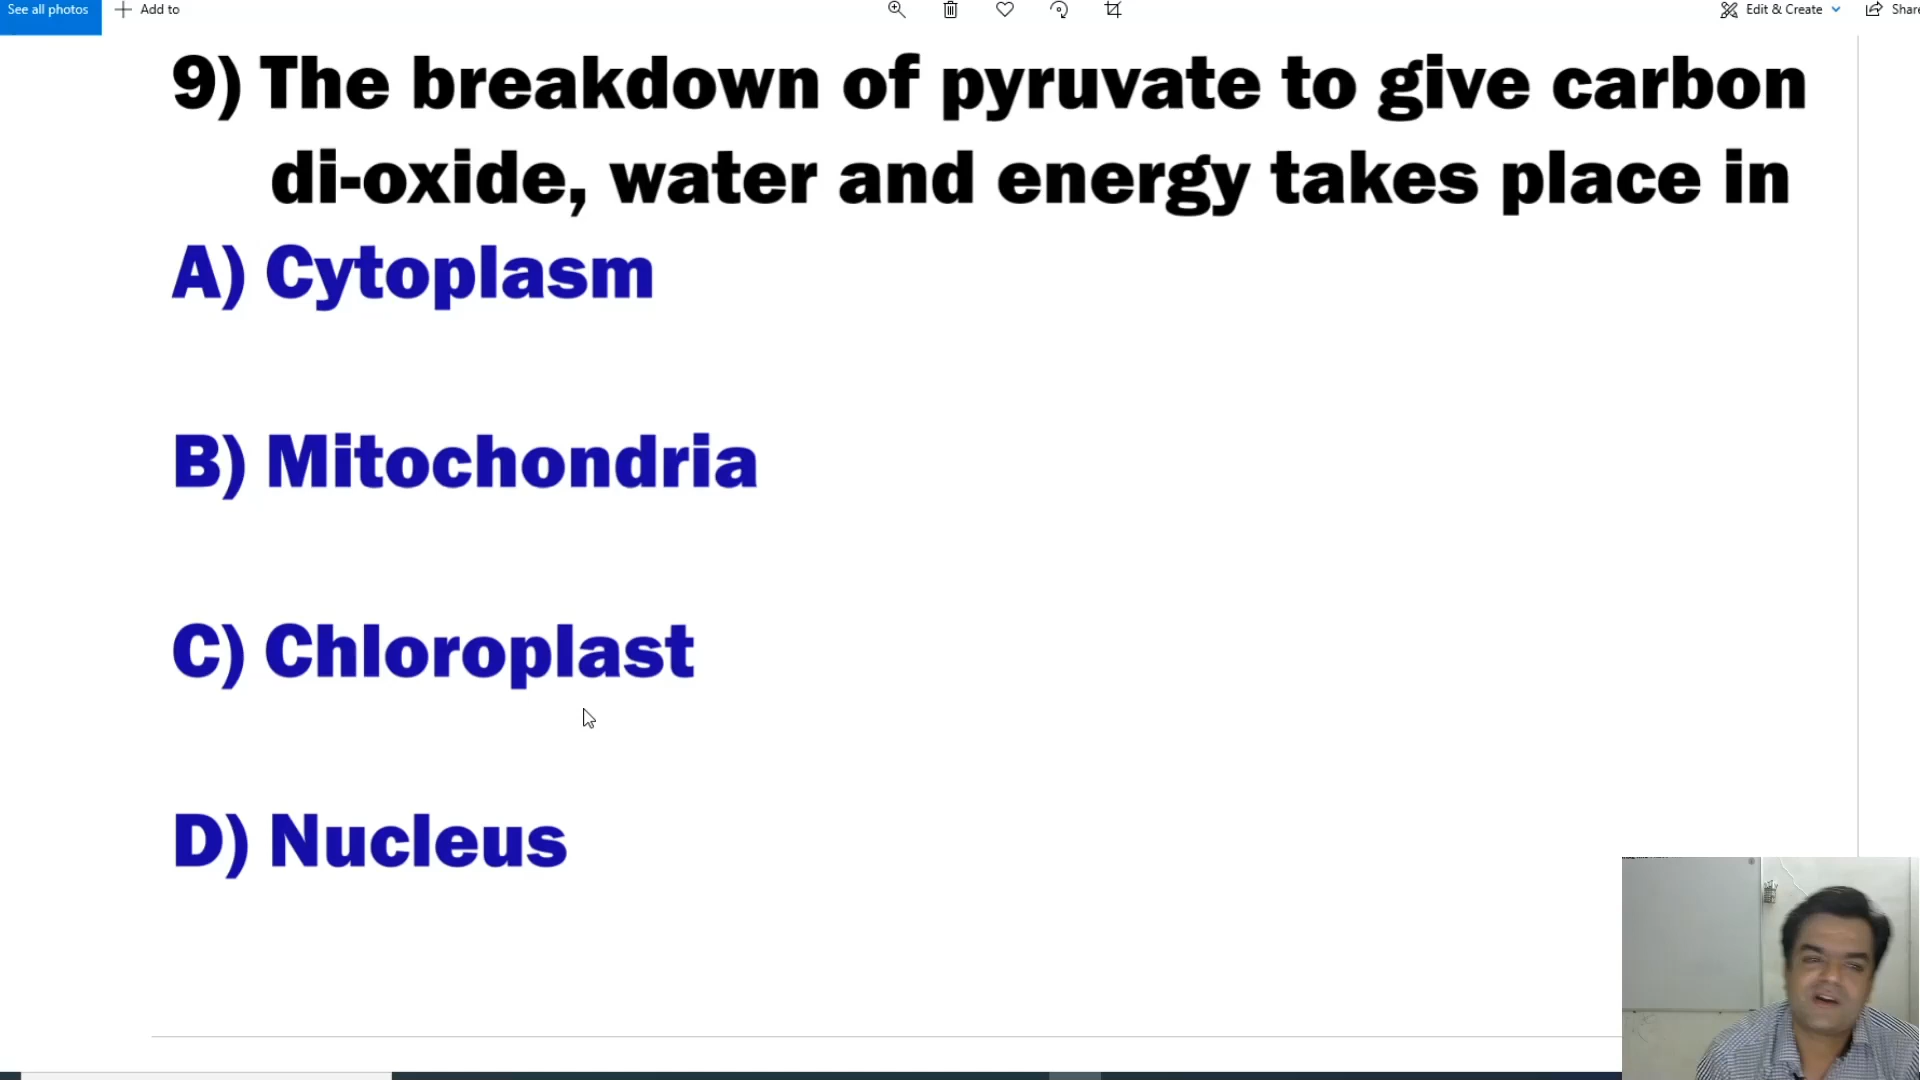 See all photos
Add to
Edit & Create
Share
9) The breakdown of pyruvate to give carbon
di-oxide, water and energy takes place in
A) Cytoplasm
B) Mitochondria
C) Chloroplast
D) Nucleus